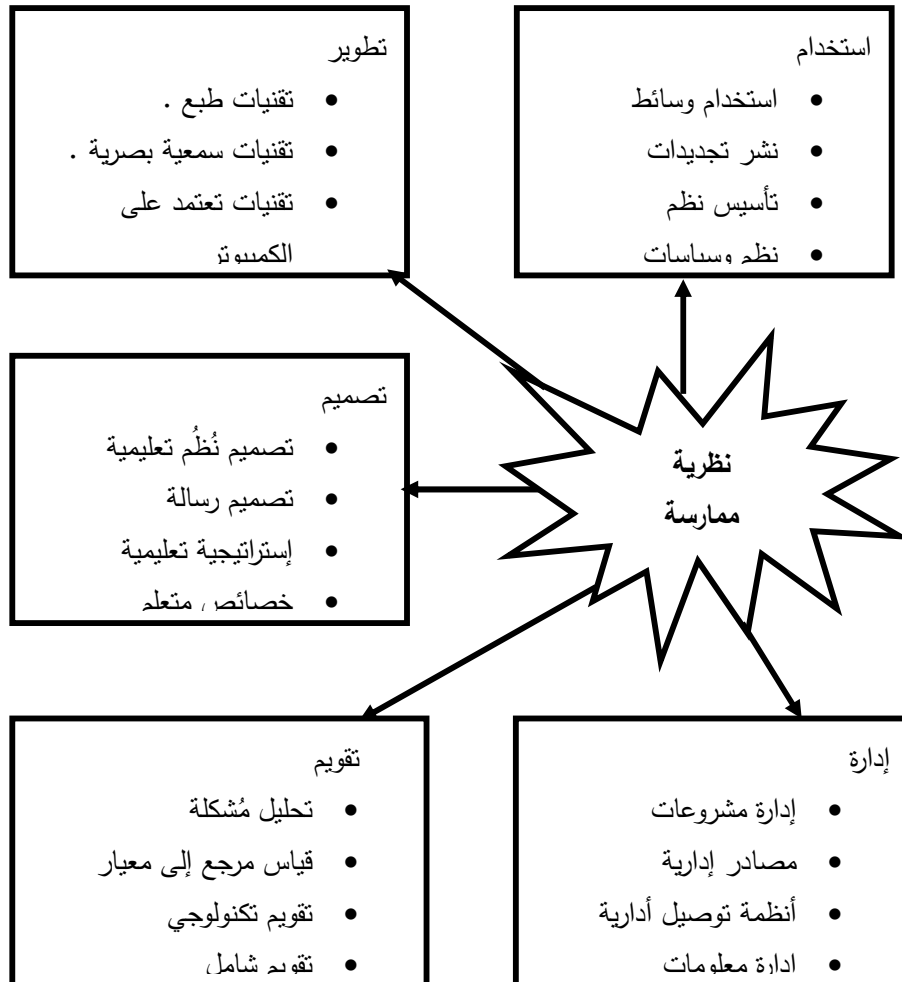 استخدام
• استخدام وسائط
• نشر تجديدات
• تأسيس نظم
• نظم وسياسات
تطوير
• تقنيات طبع .
• تقنيات سمعية بصرية .
• تقنيات تعتمد على
الكمبيوتر
نظرية
ممارسة
تصميم
• تصميم نُظُم تعليمية
• تصميم رسالة
• إستراتيجية تعليمية
• خصائص متعلم
إدارة
• إدارة مشروعات
• مصادر إدارية
• أنظمة توصيل أدارية
• إدارة معلومات
تقويم
• تحليل مُشكلة
• قياس مرجع إلى معيار
• تقويم تكنولوجي
• تقويم شامل